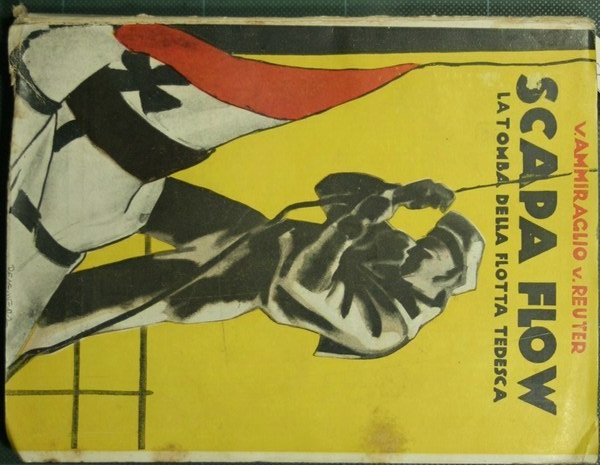 V. AMMIRAGLIO V. REUTER
SCAPA FLOW
LA TOMBA DELLA FLOTTA TEDESCA